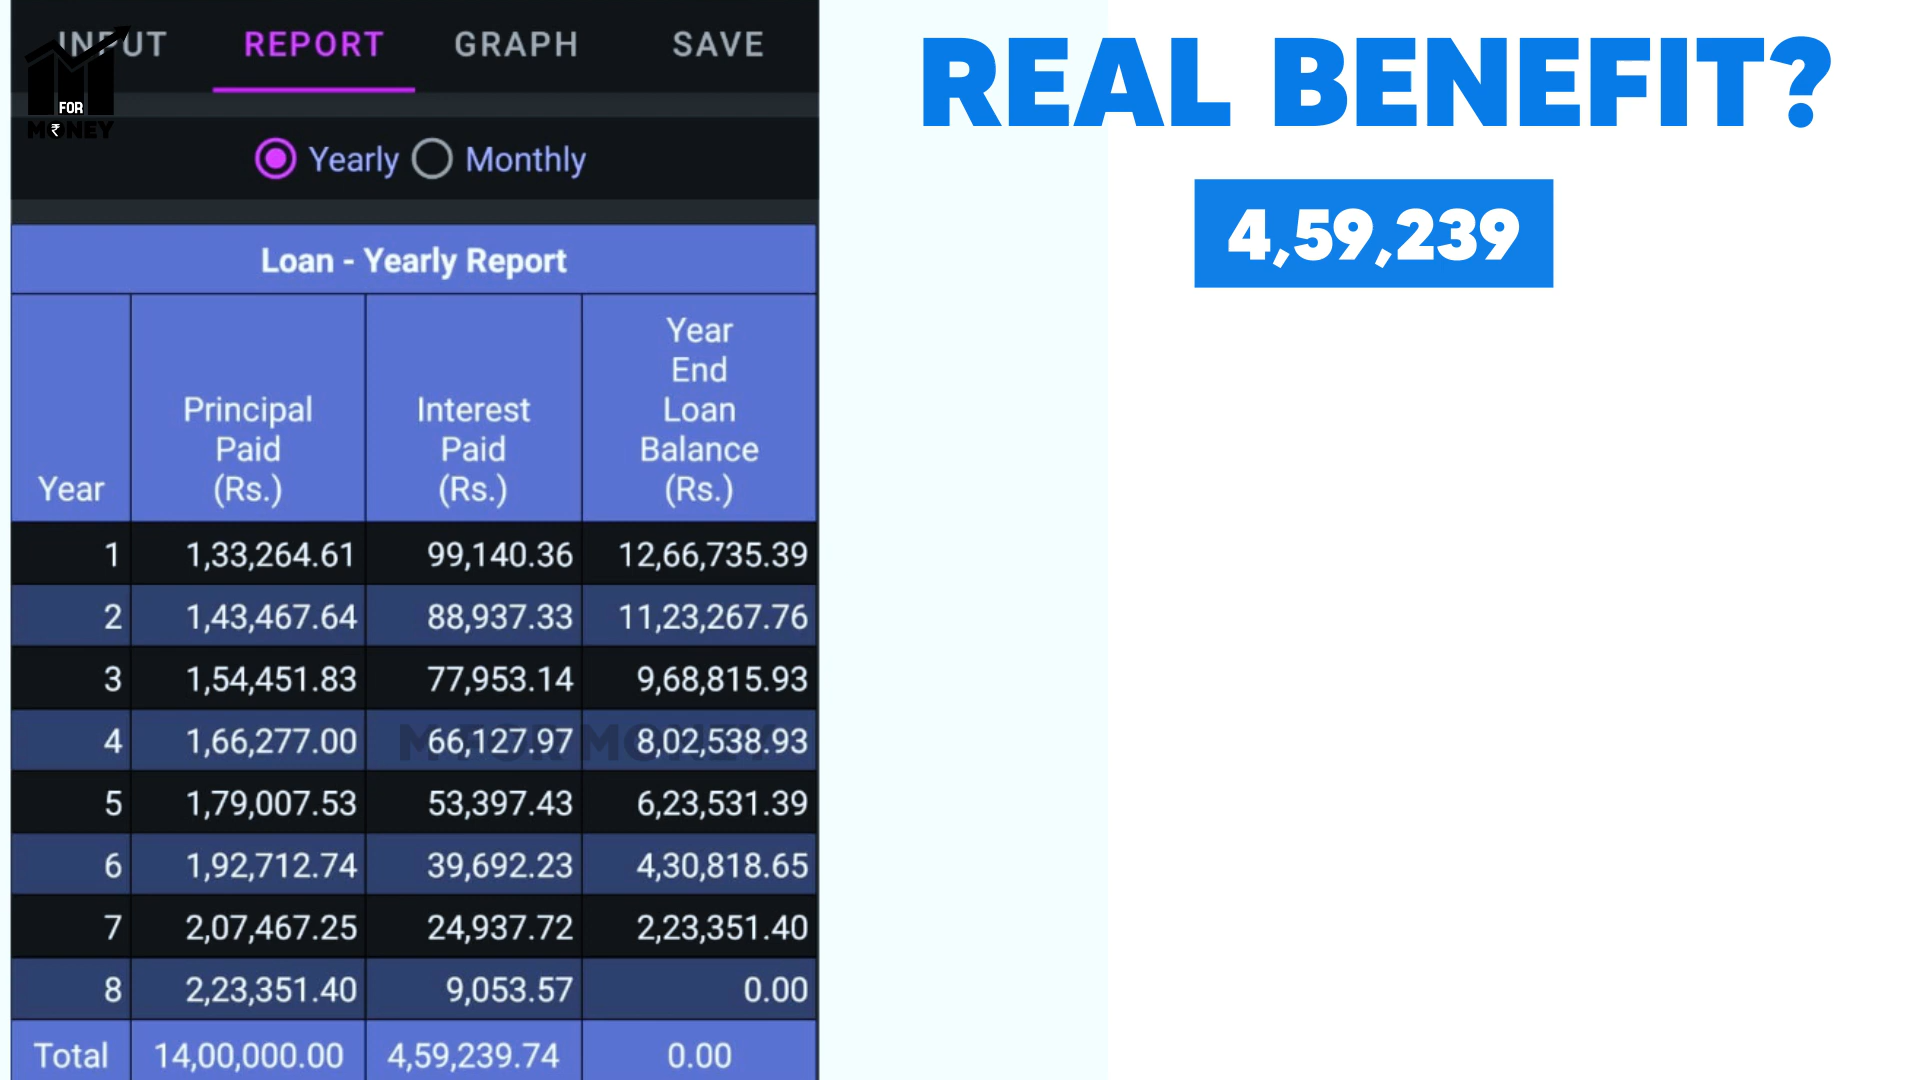 INPUT REPORT GRAPH SAVE
FOR
MONEY
Yearly Monthly
Loan - Yearly Report
Year Principal Paid (Rs.) Interest Paid (Rs.) Year End Loan Balance (Rs.)
1 1,33,264.61 99,140.36 12,66,735.39
2 1,43,467.64 88,937.33 11,23,267.76
3 1,54,451.83 77,953.14 9,68,815.93
4 1,66,277.00 66,127.97 8,02,538.93
5 1,79,007.53 53,397.43 6,23,531.39
6 1,92,712.74 39,692.23 4,30,818.65
7 2,07,467.25 24,937.72 2,23,351.40
8 2,23,351.40 9,053.57 0.00
Total 14,00,000.00 4,59,239.74 0.00
M FOR MONEY
REAL BENEFIT?
4,59,239